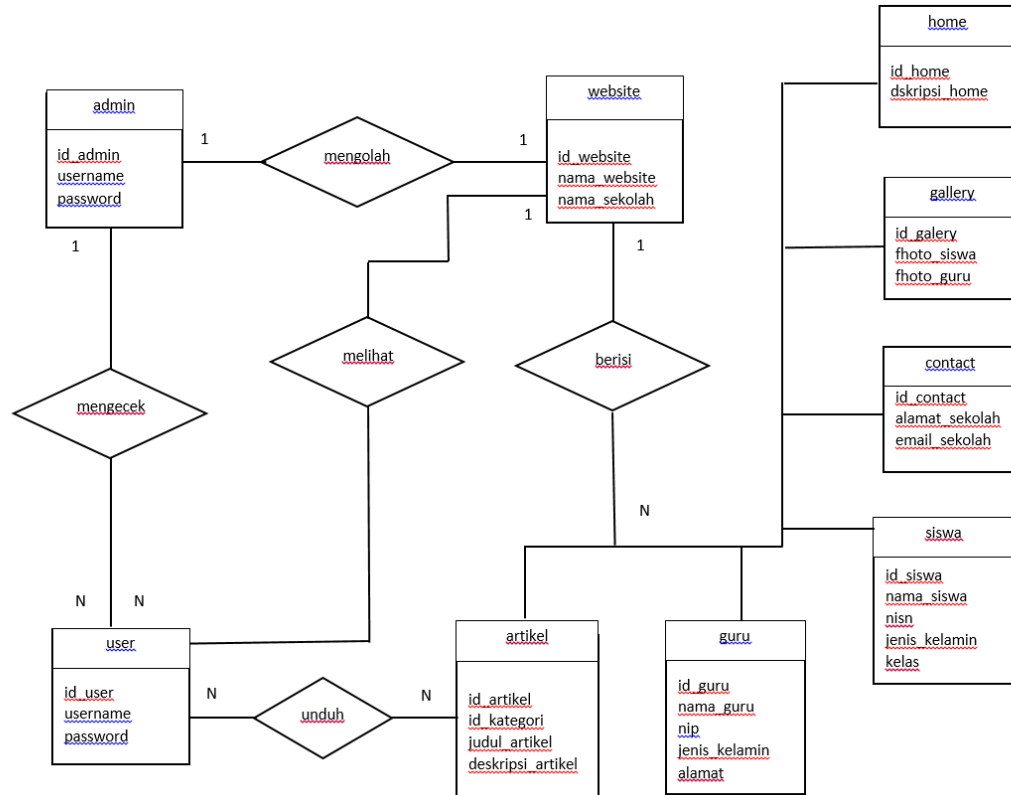 home
id_home
dskripsi_home
admin
id_admin
username
password
1
mengolah
1
website
id_website
nama_website
nama_sekolah
gallery
id_galery
fhoto_siswa
fhoto_guru
1
1
1
melihat
berisi
contact
id_contact
alamat_sekolah
email_sekolah
mengecek
N
siswa
id_siswa
nama_siswa
nisn
jenis_kelamin
kelas
N
N
user
id_user
username
password
N
unduh
N
artikel
id_artikel
id_kategori
judul_artikel
deskripsi_artikel
guru
id_guru
nama_guru
nip
jenis_kelamin
alamat